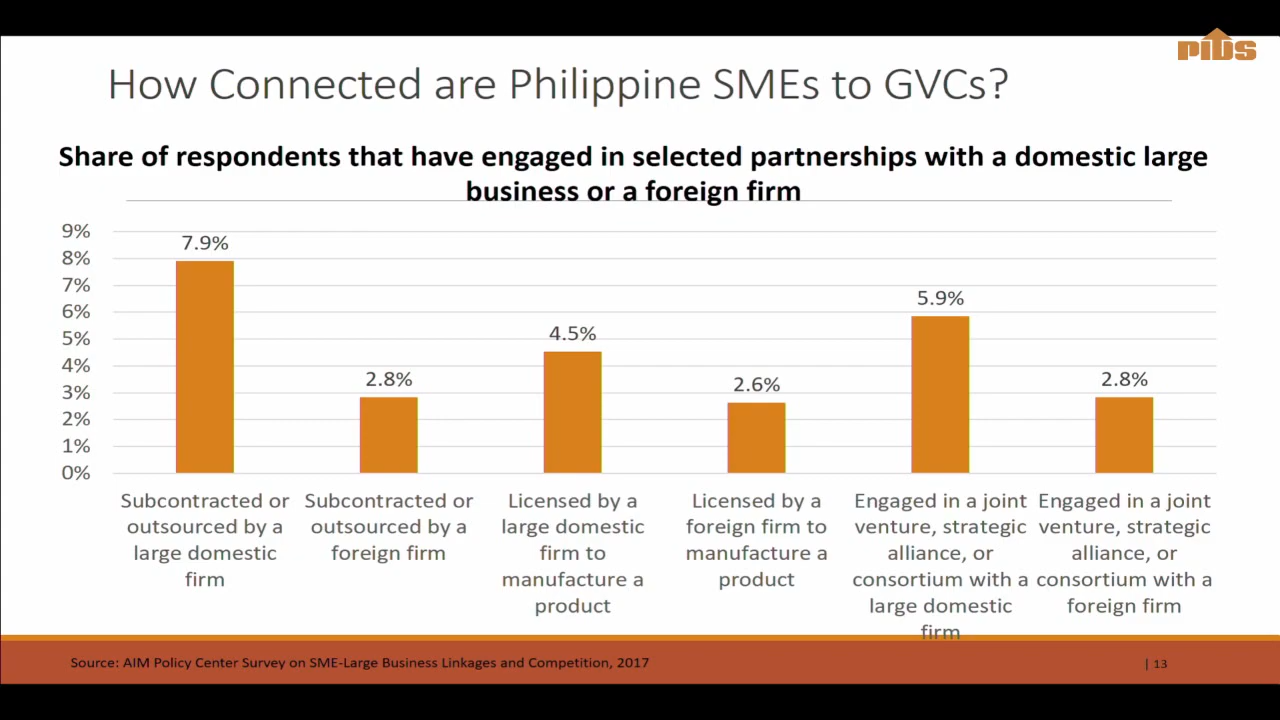 PIDS
How Connected are Philippine SMEs to GVCs?
Share of respondents that have engaged in selected partnerships with a domestic large
business or a foreign firm
9%
8%
7%
6%
5%
4%
3%
2%
1%
0%
7.9%
2.8%
4.5%
2.6%
5.9%
2.8%
Subcontracted or
outsourced by a
large domestic
firm
Subcontracted or
outsourced by a
foreign firm
Licensed by a
large domestic
firm to
manufacture a
product
Licensed by a
foreign firm to
manufacture a
product
Engaged in a joint
venture, strategic
alliance, or
consortium with a
large domestic
firm
Engaged in a joint
venture, strategic
alliance, or
consortium with a
foreign firm
Source: AIM Policy Center Survey on SME-Large Business Linkages and Competition, 2017
| 13